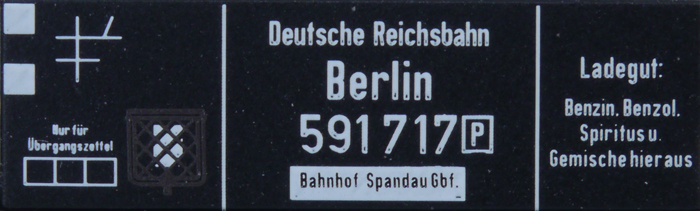 Nur für
Übergangszettel
Deutsche Reichsbahn
Berlin
591 717 P
Bahnhof Spandau Gbf.
Ladegut:
Benzin. Benzol.
Spiritus u.
Gemische hieraus